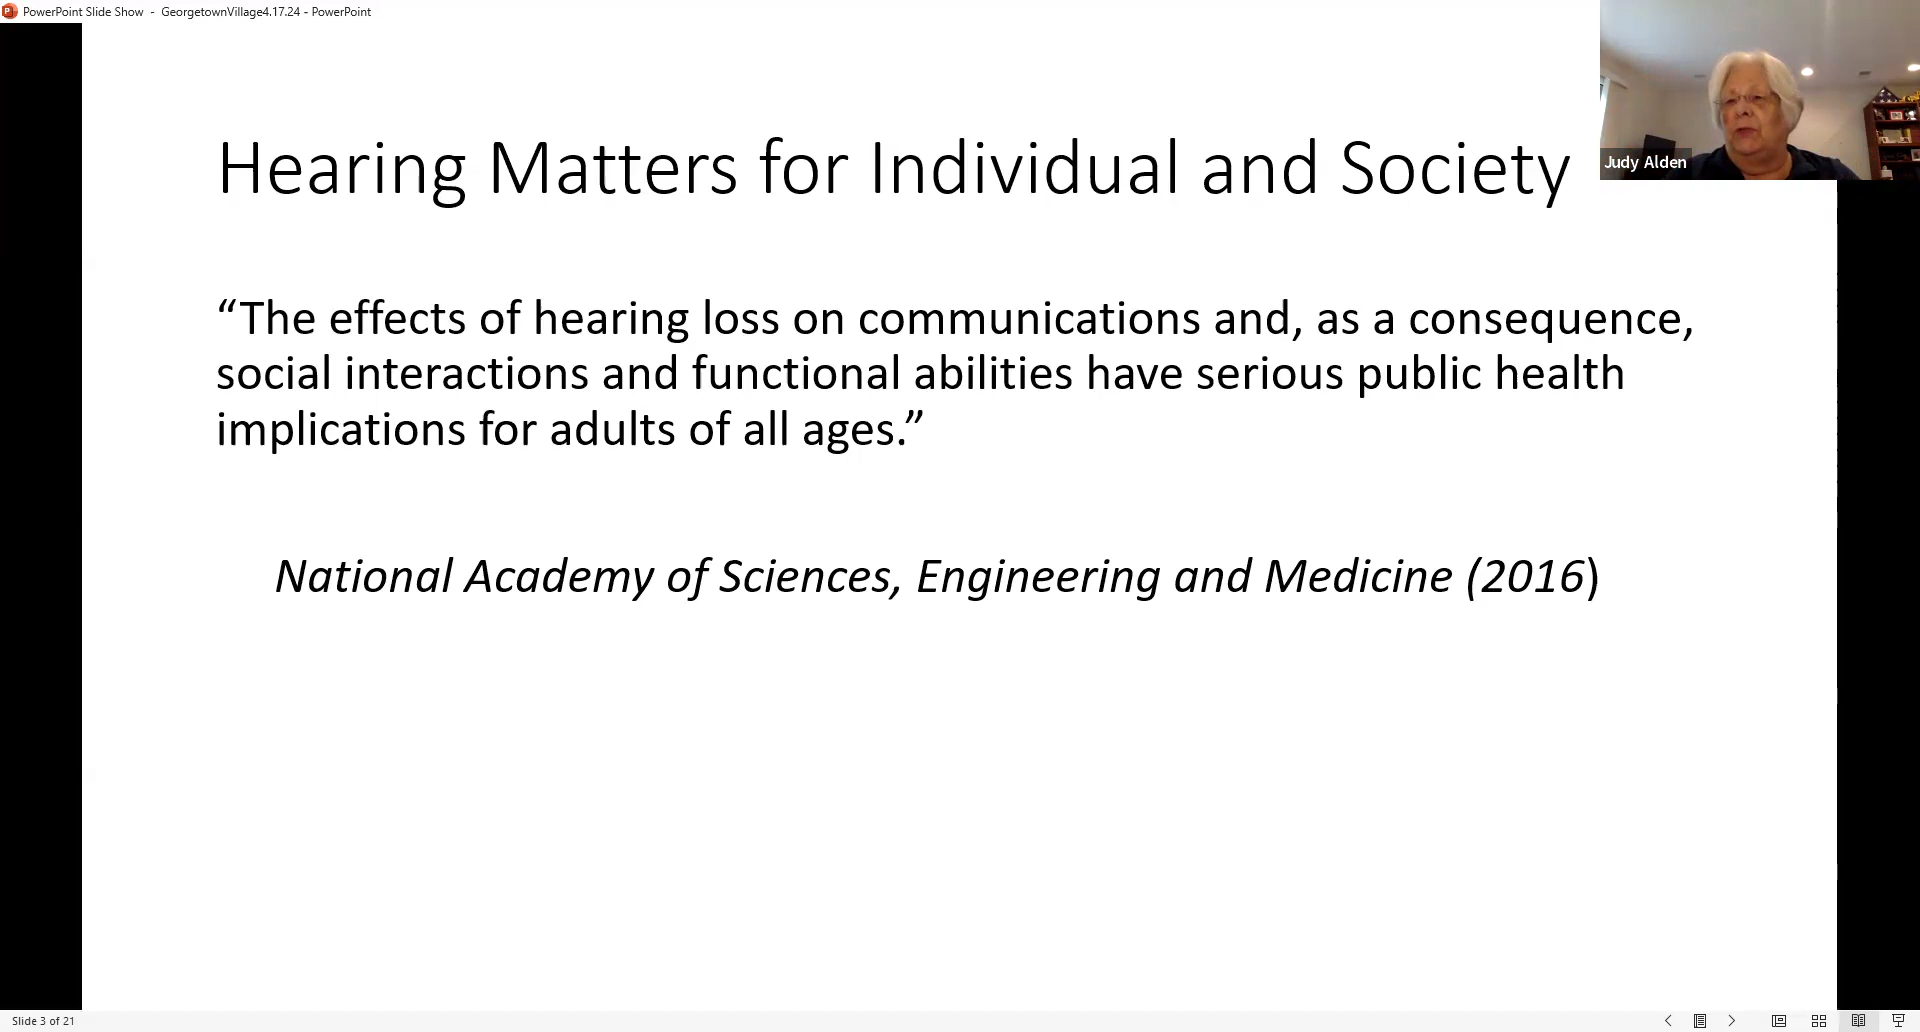 PowerPoint Slide Show - GeorgetownVillage4.17.24 - PowerPoint
Judy Alden
Hearing Matters for Individual and Society
“The effects of hearing loss on communications and, as a consequence,
social interactions and functional abilities have serious public health
implications for adults of all ages.”
National Academy of Sciences, Engineering and Medicine (2016)
Slide 3 of 21